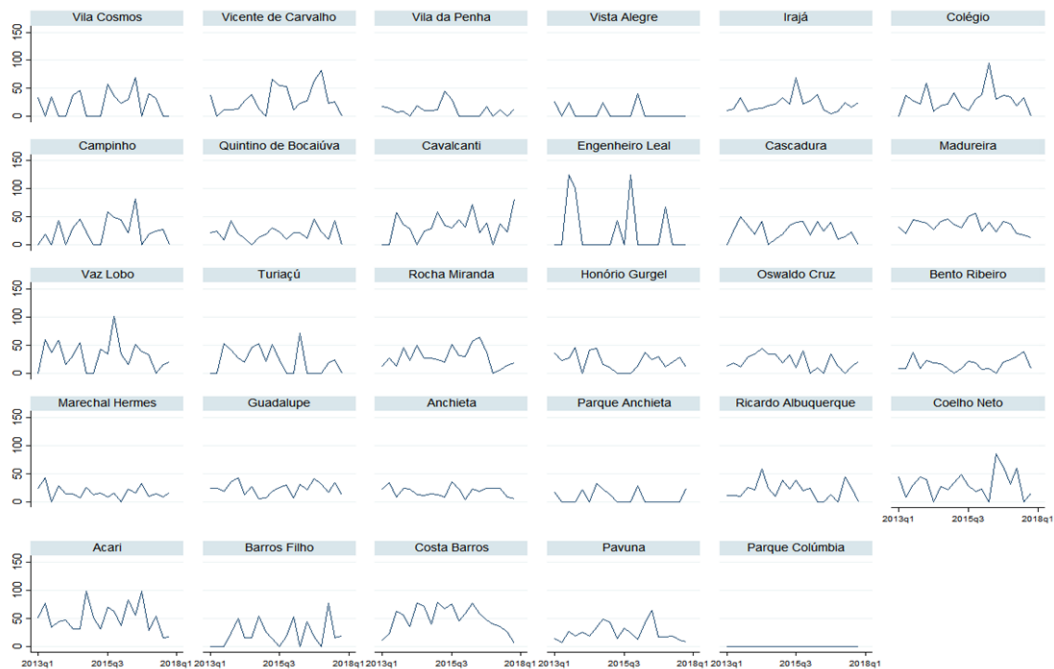 Vila Cosmos Vicente de Carvalho Vila da Penha Vista Alegre Irajá Colégio
150
100
50
0
Campinho Quintino de Bocaiúva Cavalcanti Engenheiro Leal Cascadura Madureira
150
100
50
0
Vaz Lobo Turiaçú Rocha Miranda Honório Gurgel Oswaldo Cruz Bento Ribeiro
150
100
50
0
Marechal Hermes Guadalupe Anchieta Parque Anchieta Ricardo Albuquerque Coelho Neto
150
100
50
0
2013q1 2015q3 2018q1
Acari Barros Filho Costa Barros Pavuna Parque Colúmbia
150
100
50
0
2013q1 2015q3 2018q1 2013q1 2015q3 2018q1 2013q1 2015q3 2018q1 2013q1 2015q3 2018q1 2013q1 2015q3 2018q1